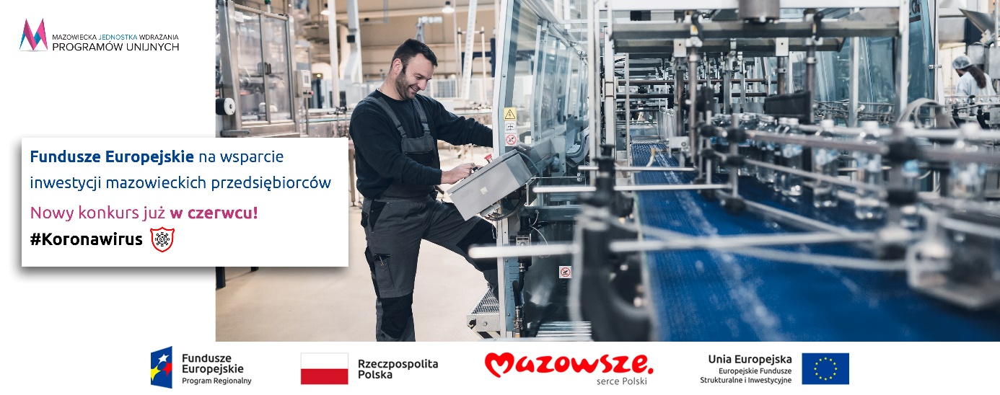 MAZOWIECKA JEDNOSTKA WDRAŻANIA
PROGRAMÓW UNIJNYCH
Fundusze Europejskie na wsparcie
inwestycji mazowieckich przedsiębiorców
Nowy konkurs już w czerwcu!
#Koronawirus
Fundusze
Europejskie
Program Regionalny
Rzeczpospolita
Polska
Mazowsze.
serce Polski
Unia Europejska
Europejskie Fundusze
Strukturalne i Inwestycyjne